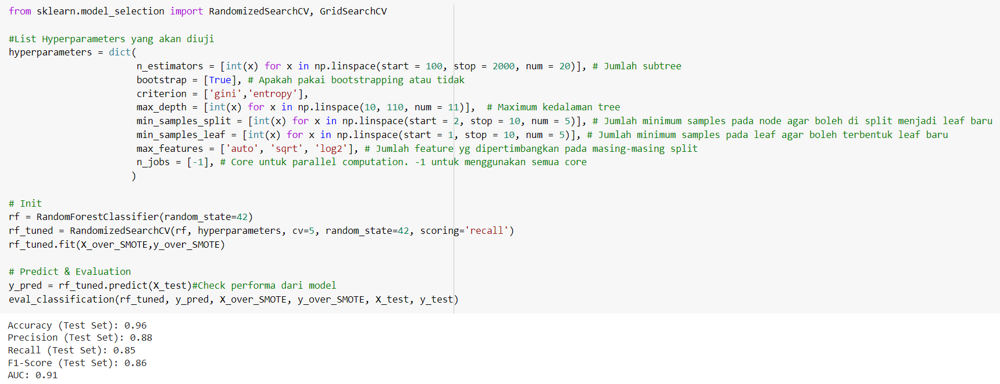 from sklearn.model_selection import RandomizedSearchCV, GridSearchCV
#List Hyperparameters yang akan diuji
hyperparameters = dict(
n_estimators = [int(x) for x in np.linspace(start = 100, stop = 2000, num = 20)], # Jumlah subtree
bootstrap = [True], # Apakah pakai bootstrapping atau tidak
criterion = ['gini','entropy'],
max_depth = [int(x) for x in np.linspace(10, 110, num = 11)],  # Maximum kedalaman tree
min_samples_split = [int(x) for x in np.linspace(start = 2, stop = 10, num = 5)], # Jumlah minimum samples pada node agar boleh di split menjadi leaf baru
min_samples_leaf = [int(x) for x in np.linspace(start = 1, stop = 10, num = 5)], # Jumlah minimum samples pada leaf agar boleh terbentuk leaf baru
max_features = ['auto', 'sqrt', 'log2'], # Jumlah feature yg dipertimbangkan pada masing-masing split
n_jobs = [-1], # Core untuk parallel computation. -1 untuk menggunakan semua core
)
# Init
rf = RandomForestClassifier(random_state=42)
rf_tuned = RandomizedSearchCV(rf, hyperparameters, cv=5, random_state=42, scoring='recall')
rf_tuned.fit(X_over_SMOTE,y_over_SMOTE)
# Predict & Evaluation
y_pred = rf_tuned.predict(X_test)#Check performa dari model
eval_classification(rf_tuned, y_pred, X_over_SMOTE, y_over_SMOTE, X_test, y_test)
Accuracy (Test Set): 0.96
Precision (Test Set): 0.88
Recall (Test Set): 0.85
F1-Score (Test Set): 0.86
AUC: 0.91